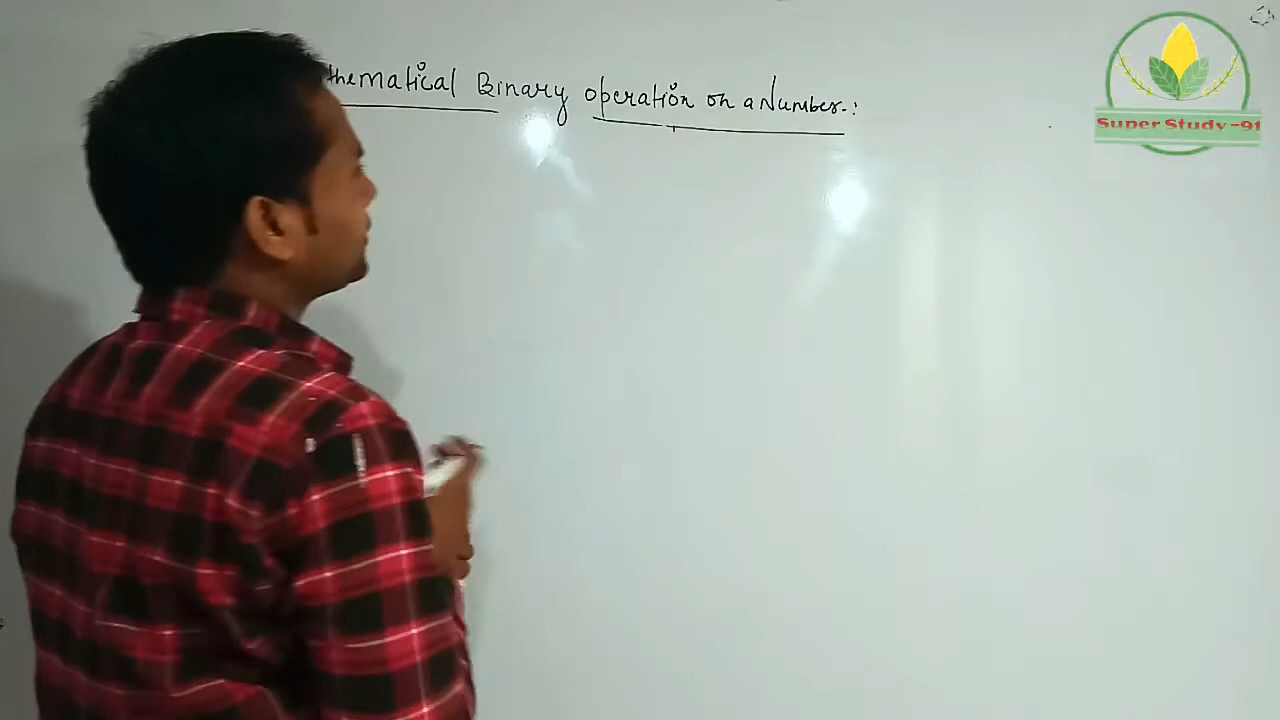 thematical Binary operation on a Number:
Super Study-91